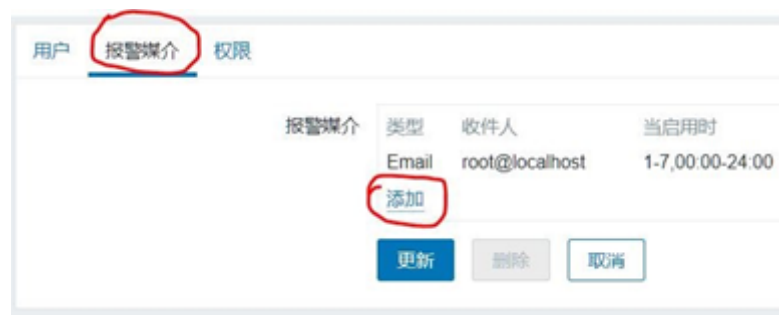 用户 报警媒介 权限
报警媒介 类型 收件人 当启用时
Email root@localhost 1-7,00:00-24:00
添加
更新 删除 取消